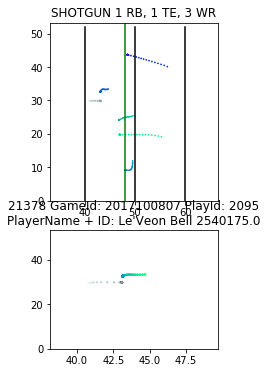 SHOTGUN 1 RB, 1 TE, 3 WR
50
40
30
20
10
0
40 50 60
21378 GameId: 2017100807 PlayId: 2095
PlayerName + ID: Le'Veon Bell 2540175.0
40
20
0
40.0 42.5 45.0 47.5